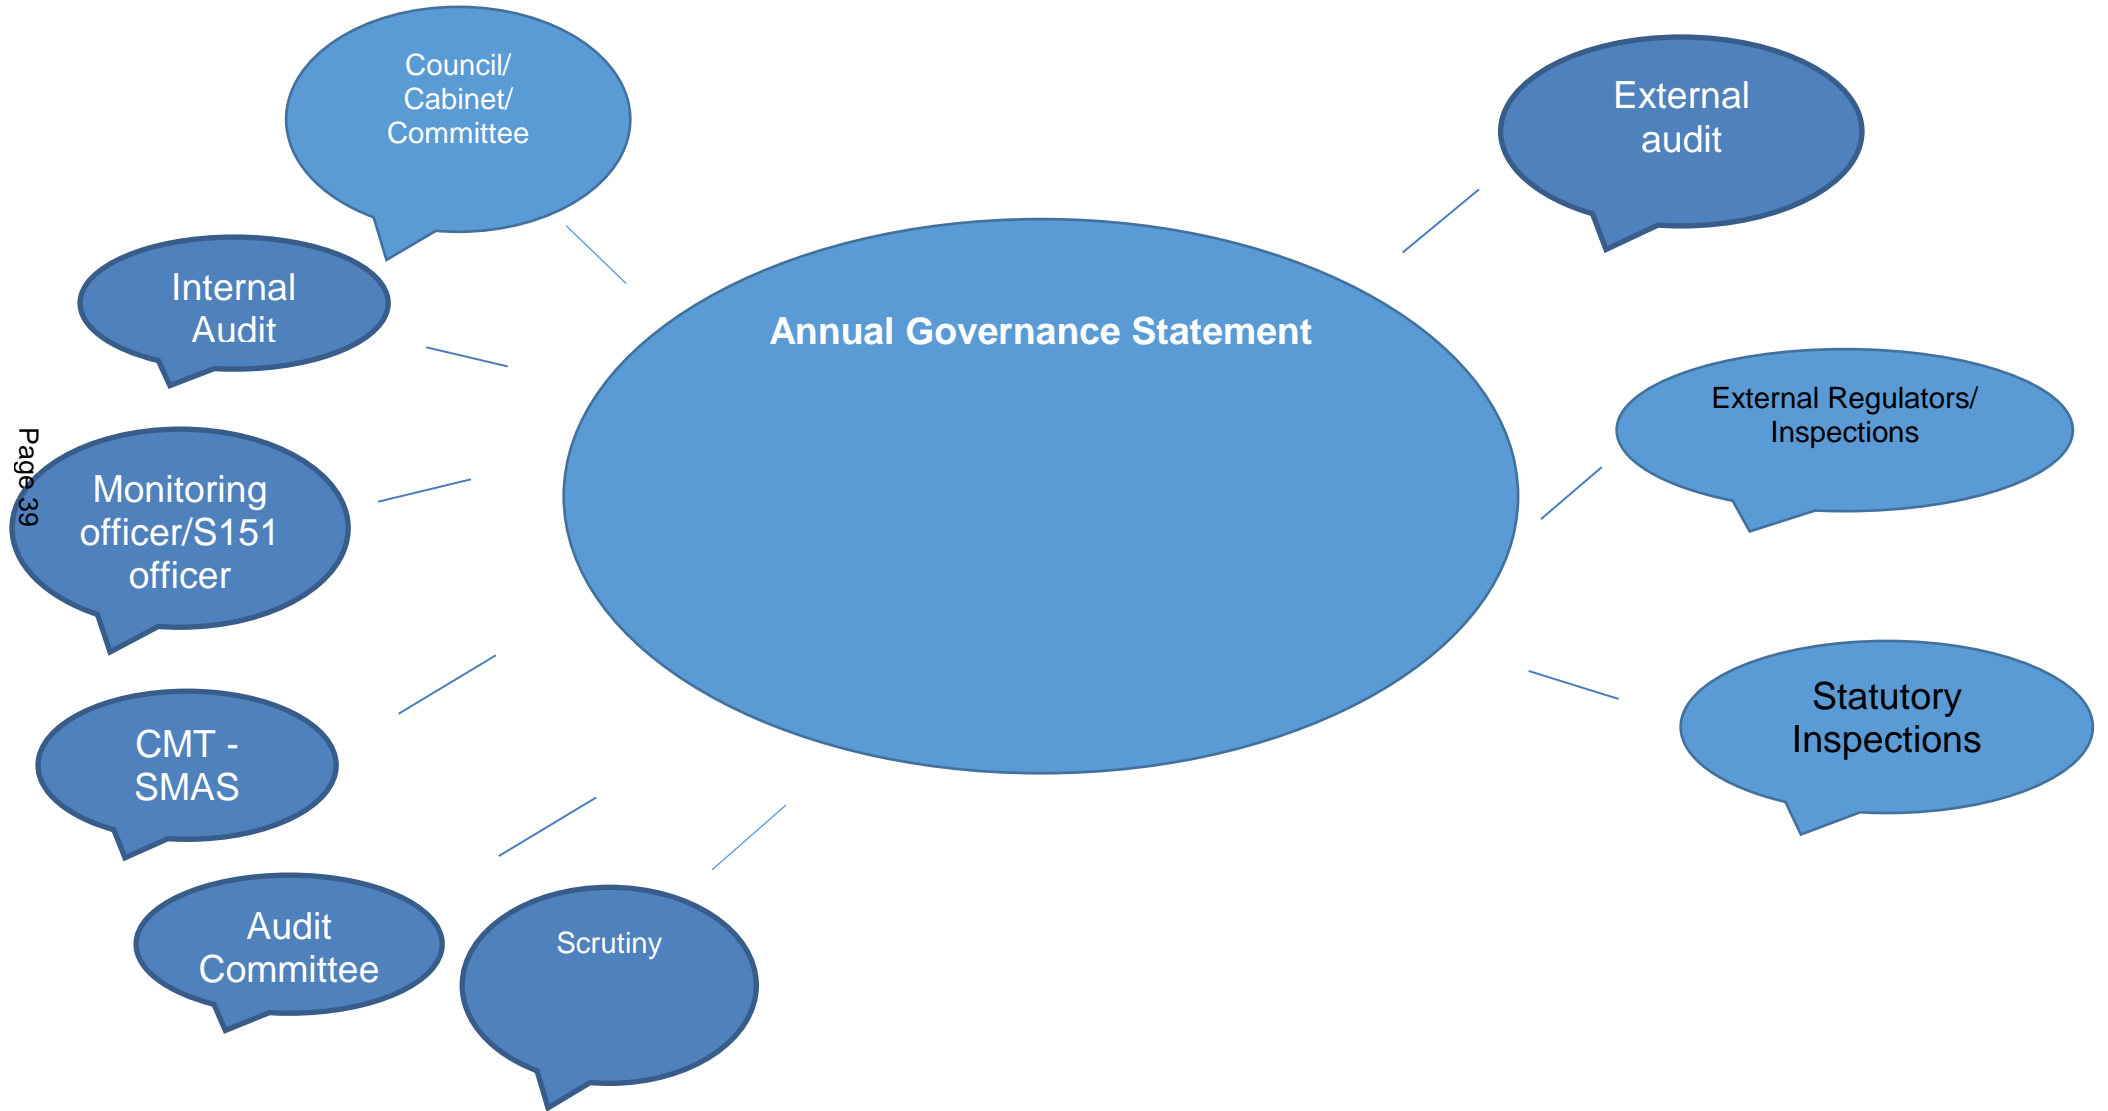 Council/
Cabinet/
Committee
External
audit
Internal
Audit
Annual Governance Statement
External Regulators/
Inspections
Page 39
Monitoring
officer/S151
officer
Statutory
Inspections
CMT -
SMAS
Audit
Committee
Scrutiny